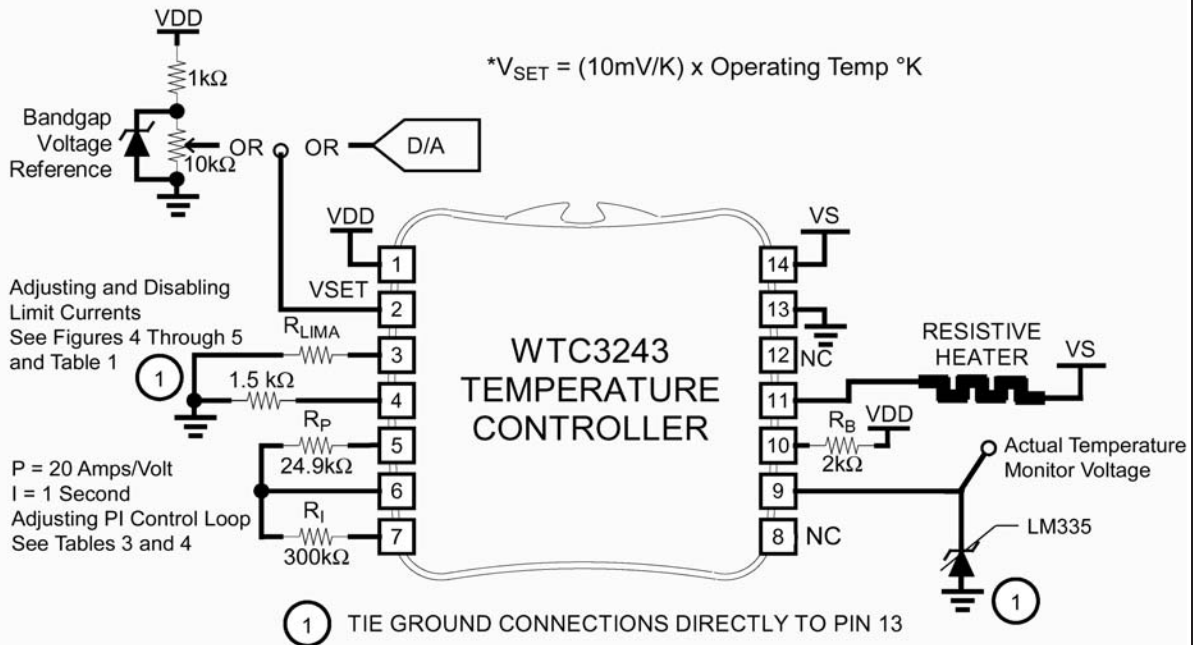 VDD
1kΩ
*VSET = (10mV/K) x Operating Temp °K
Bandgap
Voltage
Reference
10kΩ
OR
OR
D/A
VDD
VS
1
14
Adjusting and Disabling
Limit Currents
See Figures 4 Through 5
and Table 1
VSET
2
13
RLIMA
3
12
NC
RESISTIVE
HEATER
VS
WTC3243
TEMPERATURE
CONTROLLER
1
1.5 kΩ
4
11
RP
24.9kΩ
5
10
RB
2kΩ
VDD
P = 20 Amps/Volt
I = 1 Second
Adjusting PI Control Loop
See Tables 3 and 4
6
9
Actual Temperature
Monitor Voltage
RI
300kΩ
7
8
NC
LM335
1
1 TIE GROUND CONNECTIONS DIRECTLY TO PIN 13